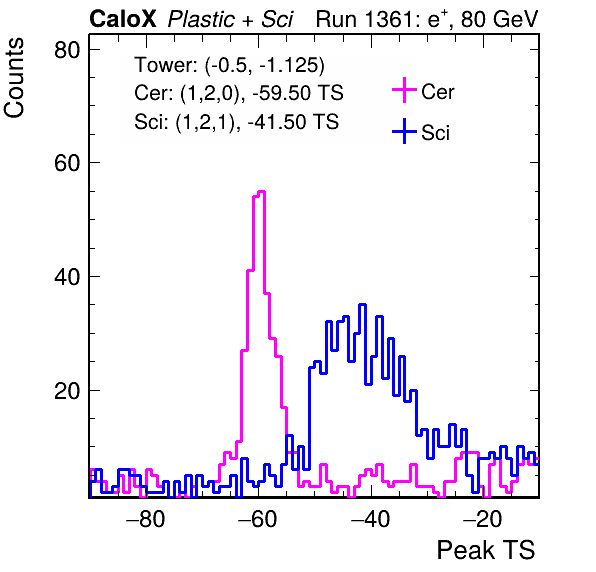 CaloX Plastic + Sci Run 1361: e+, 80 GeV
Counts
Tower: (-0.5, -1.125)
Cer: (1,2,0), -59.50 TS
Sci: (1,2,1), -41.50 TS
Cer
Sci
80
60
40
20
−80 −60 −40 −20
Peak TS